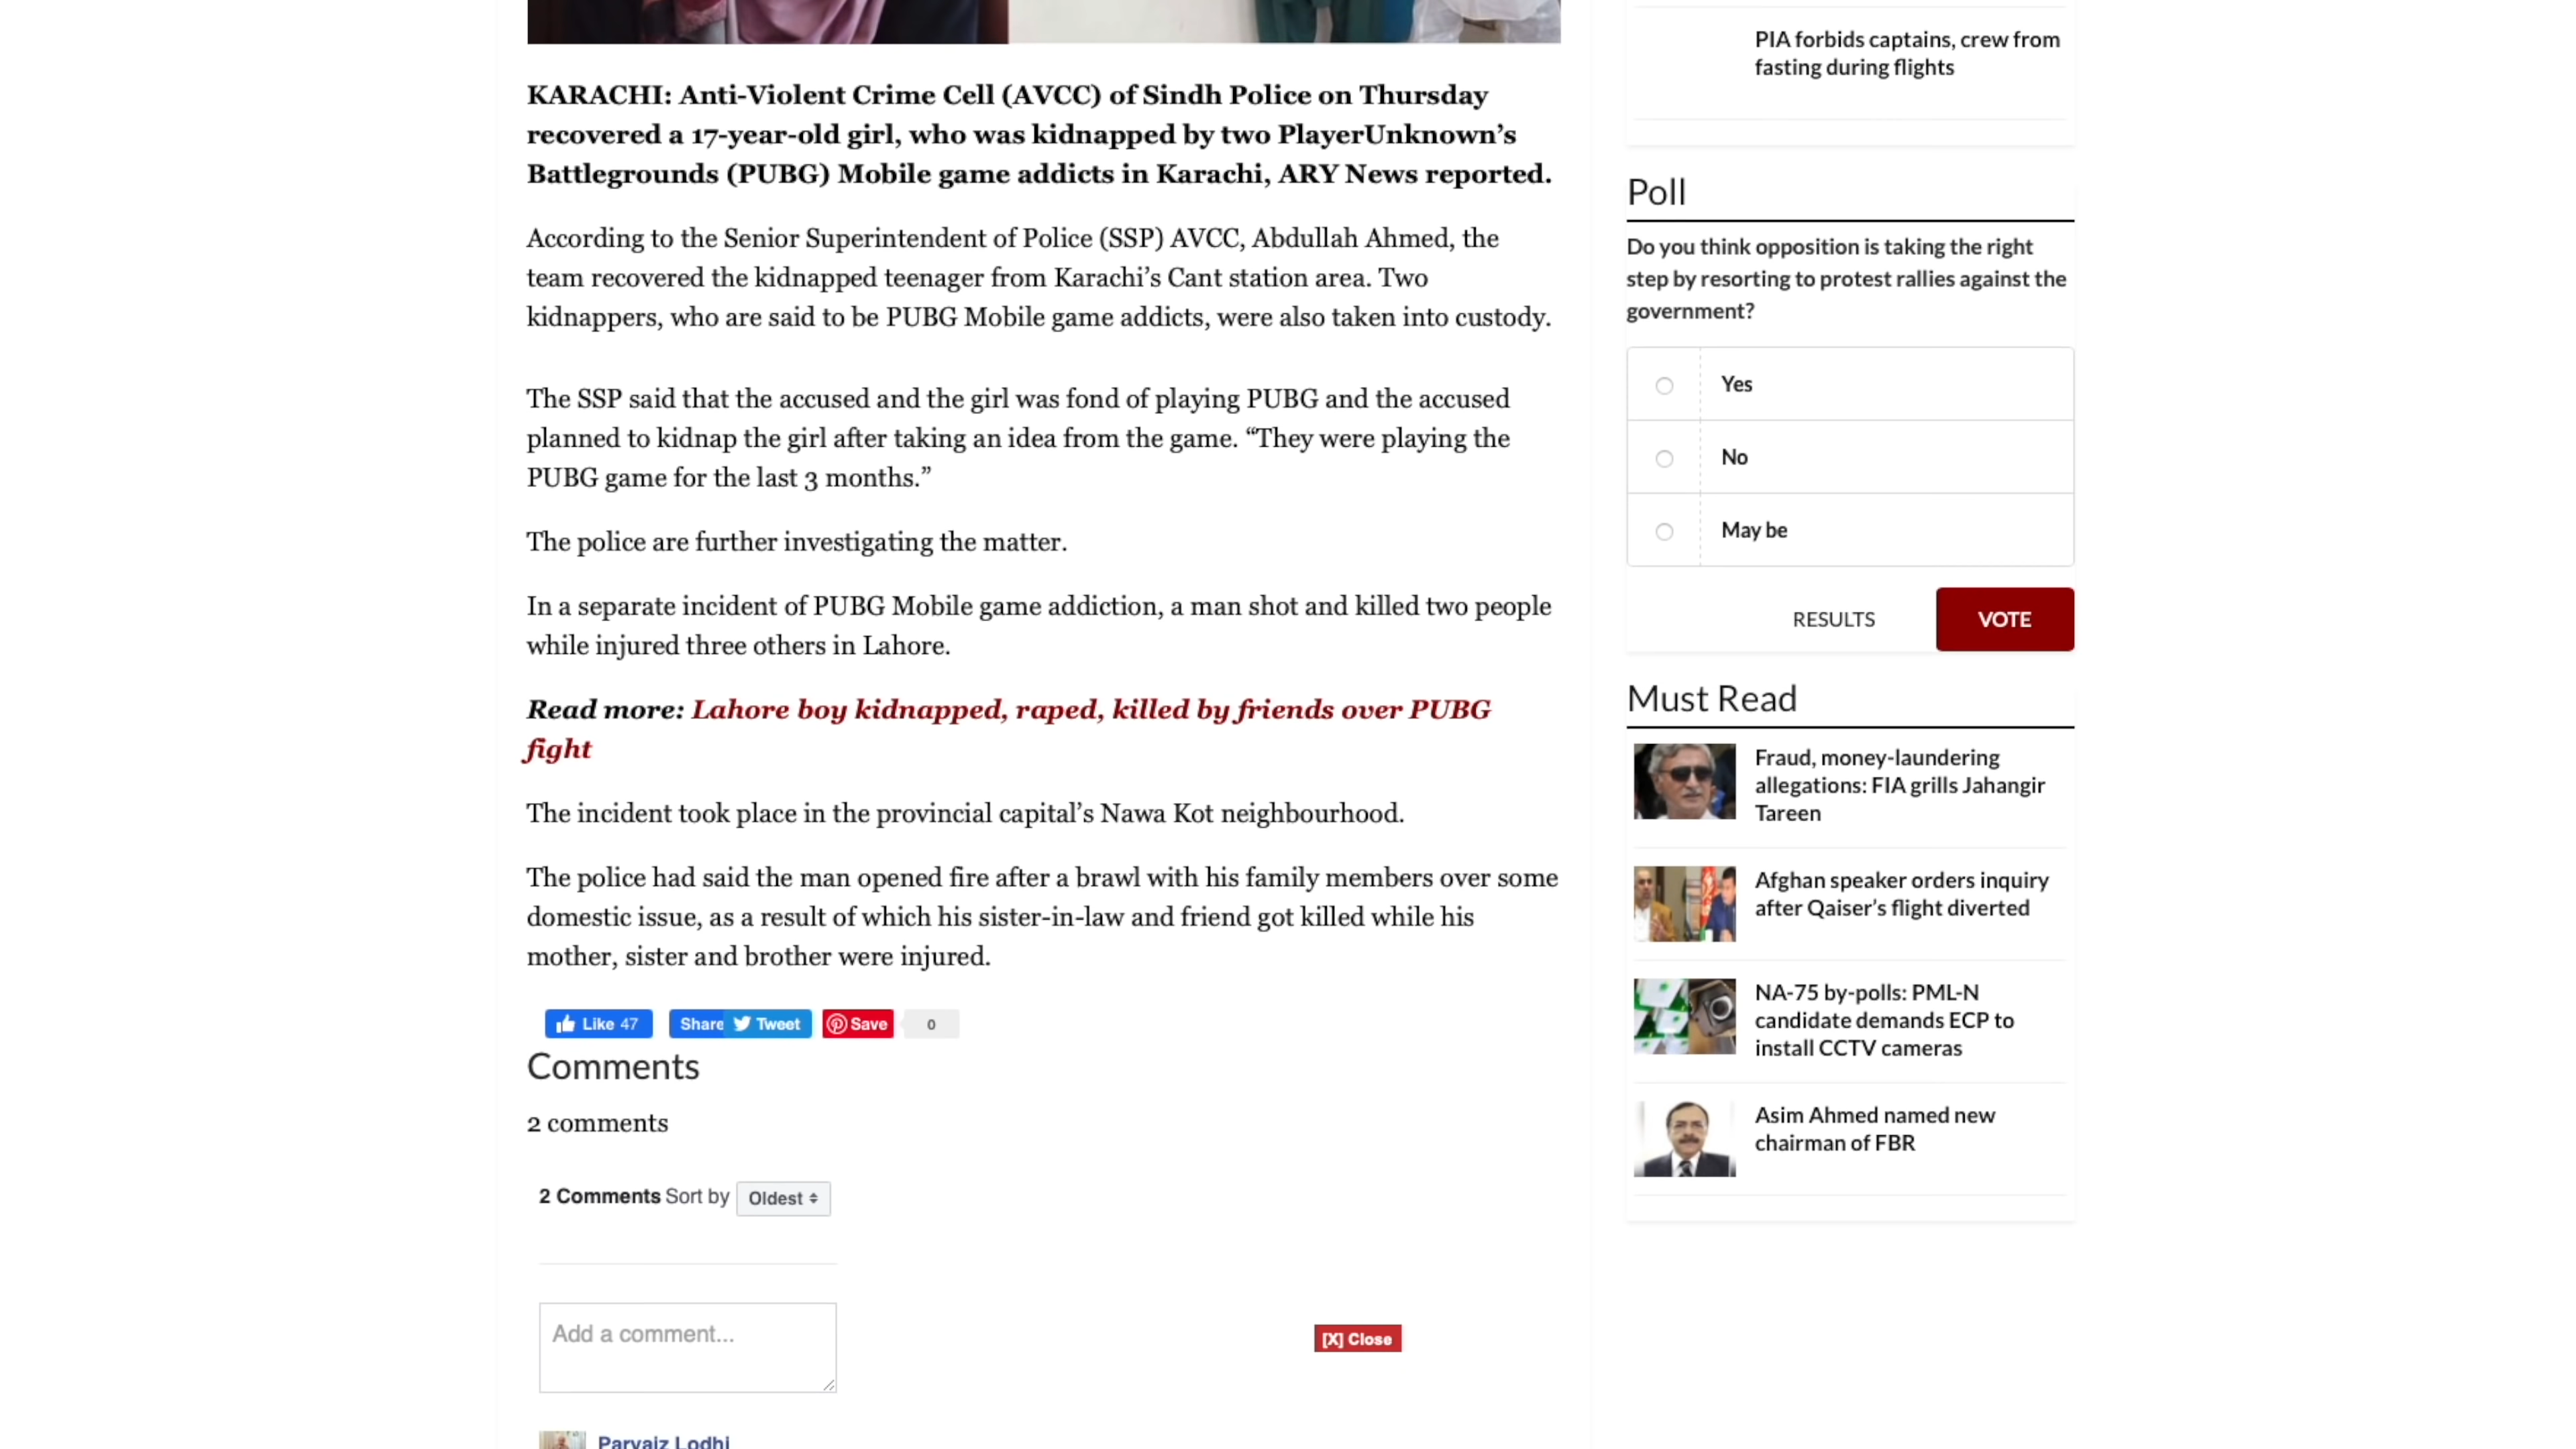 KARACHI: Anti-Violent Crime Cell (AVCC) of Sindh Police on Thursday
recovered a 17-year-old girl, who was kidnapped by two PlayerUnknown’s
Battlegrounds (PUBG) Mobile game addicts in Karachi, ARY News reported.
According to the Senior Superintendent of Police (SSP) AVCC, Abdullah Ahmed, the
team recovered the kidnapped teenager from Karachi’s Cant station area. Two
kidnappers, who are said to be PUBG Mobile game addicts, were also taken into custody.
The SSP said that the accused and the girl was fond of playing PUBG and the accused
planned to kidnap the girl after taking an idea from the game. “They were playing the
PUBG game for the last 3 months.”
The police are further investigating the matter.
In a separate incident of PUBG Mobile game addiction, a man shot and killed two people
while injured three others in Lahore.
Read more: Lahore boy kidnapped, raped, killed by friends over PUBG
fight
The incident took place in the provincial capital’s Nawa Kot neighbourhood.
The police had said the man opened fire after a brawl with his family members over some
domestic issue, as a result of which his sister-in-law and friend got killed while his
mother, sister and brother were injured.
Like 47 Share Tweet Save 0
Comments
2 comments
2 Comments Sort by Oldest
Add a comment...
[X] Close
Parvaiz Lodhi
PIA forbids captains, crew from
fasting during flights
Poll
Do you think opposition is taking the right
step by resorting to protest rallies against the
government?
Yes
No
May be
RESULTS VOTE
Must Read
Fraud, money-laundering
allegations: FIA grills Jahangir
Tareen
Afghan speaker orders inquiry
after Qaiser’s flight diverted
NA-75 by-polls: PML-N
candidate demands ECP to
install CCTV cameras
Asim Ahmed named new
chairman of FBR